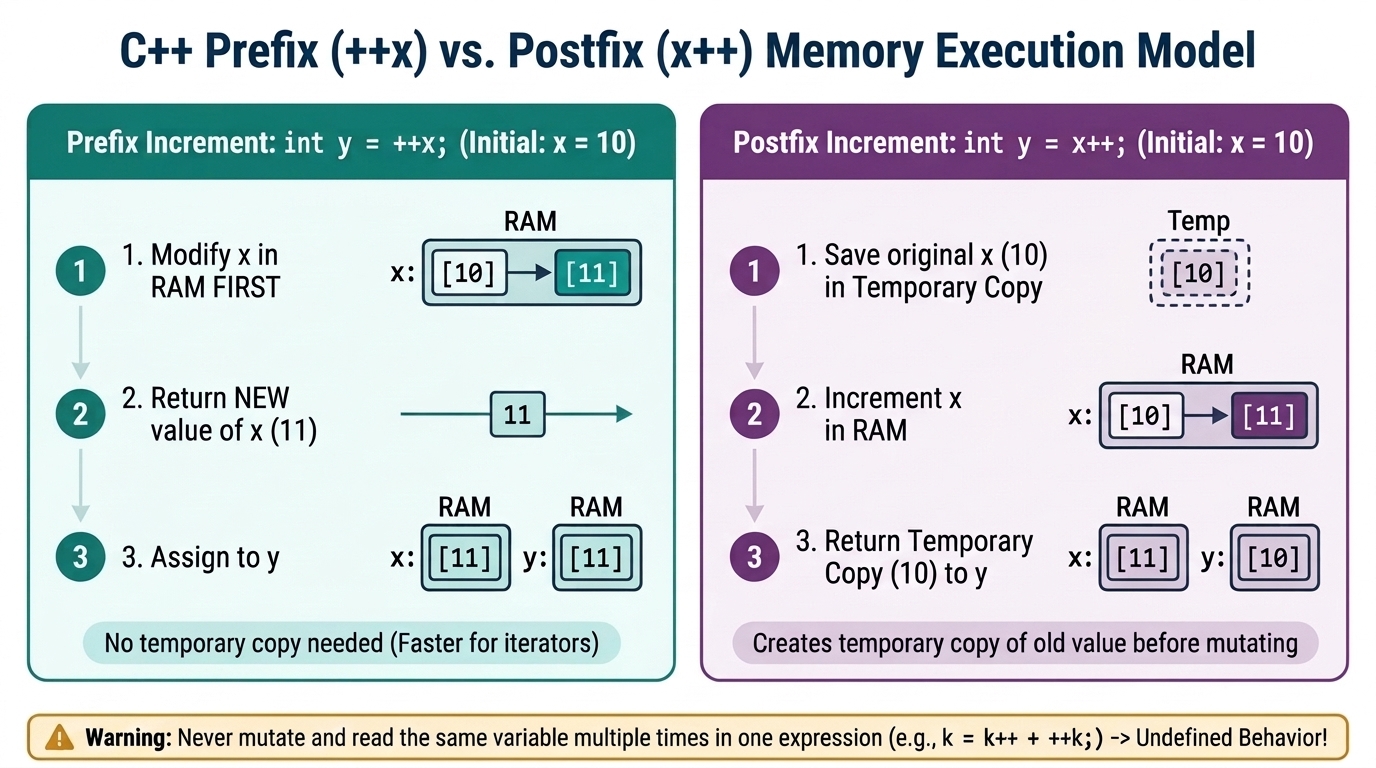 C++ Prefix (++x) vs. Postfix (x++) Memory Execution Model
Prefix Increment: int y = ++x; (Initial: x = 10)
1
1. Modify x in
RAM FIRST
RAM
x: [10] [11]
2
2. Return NEW
value of x (11)
11
3
3. Assign to y
RAM RAM
x: [11] y: [11]
No temporary copy needed (Faster for iterators)
Postfix Increment: int y = x++; (Initial: x = 10)
1
1. Save original x (10)
in Temporary Copy
Temp
[10]
2
2. Increment x
in RAM
RAM
x: [10] [11]
3
3. Return Temporary
Copy (10) to y
RAM RAM
x: [11] y: [10]
Creates temporary copy of old value before mutating
Warning: Never mutate and read the same variable multiple times in one expression (e.g., k = k++ + ++k;) -> Undefined Behavior!